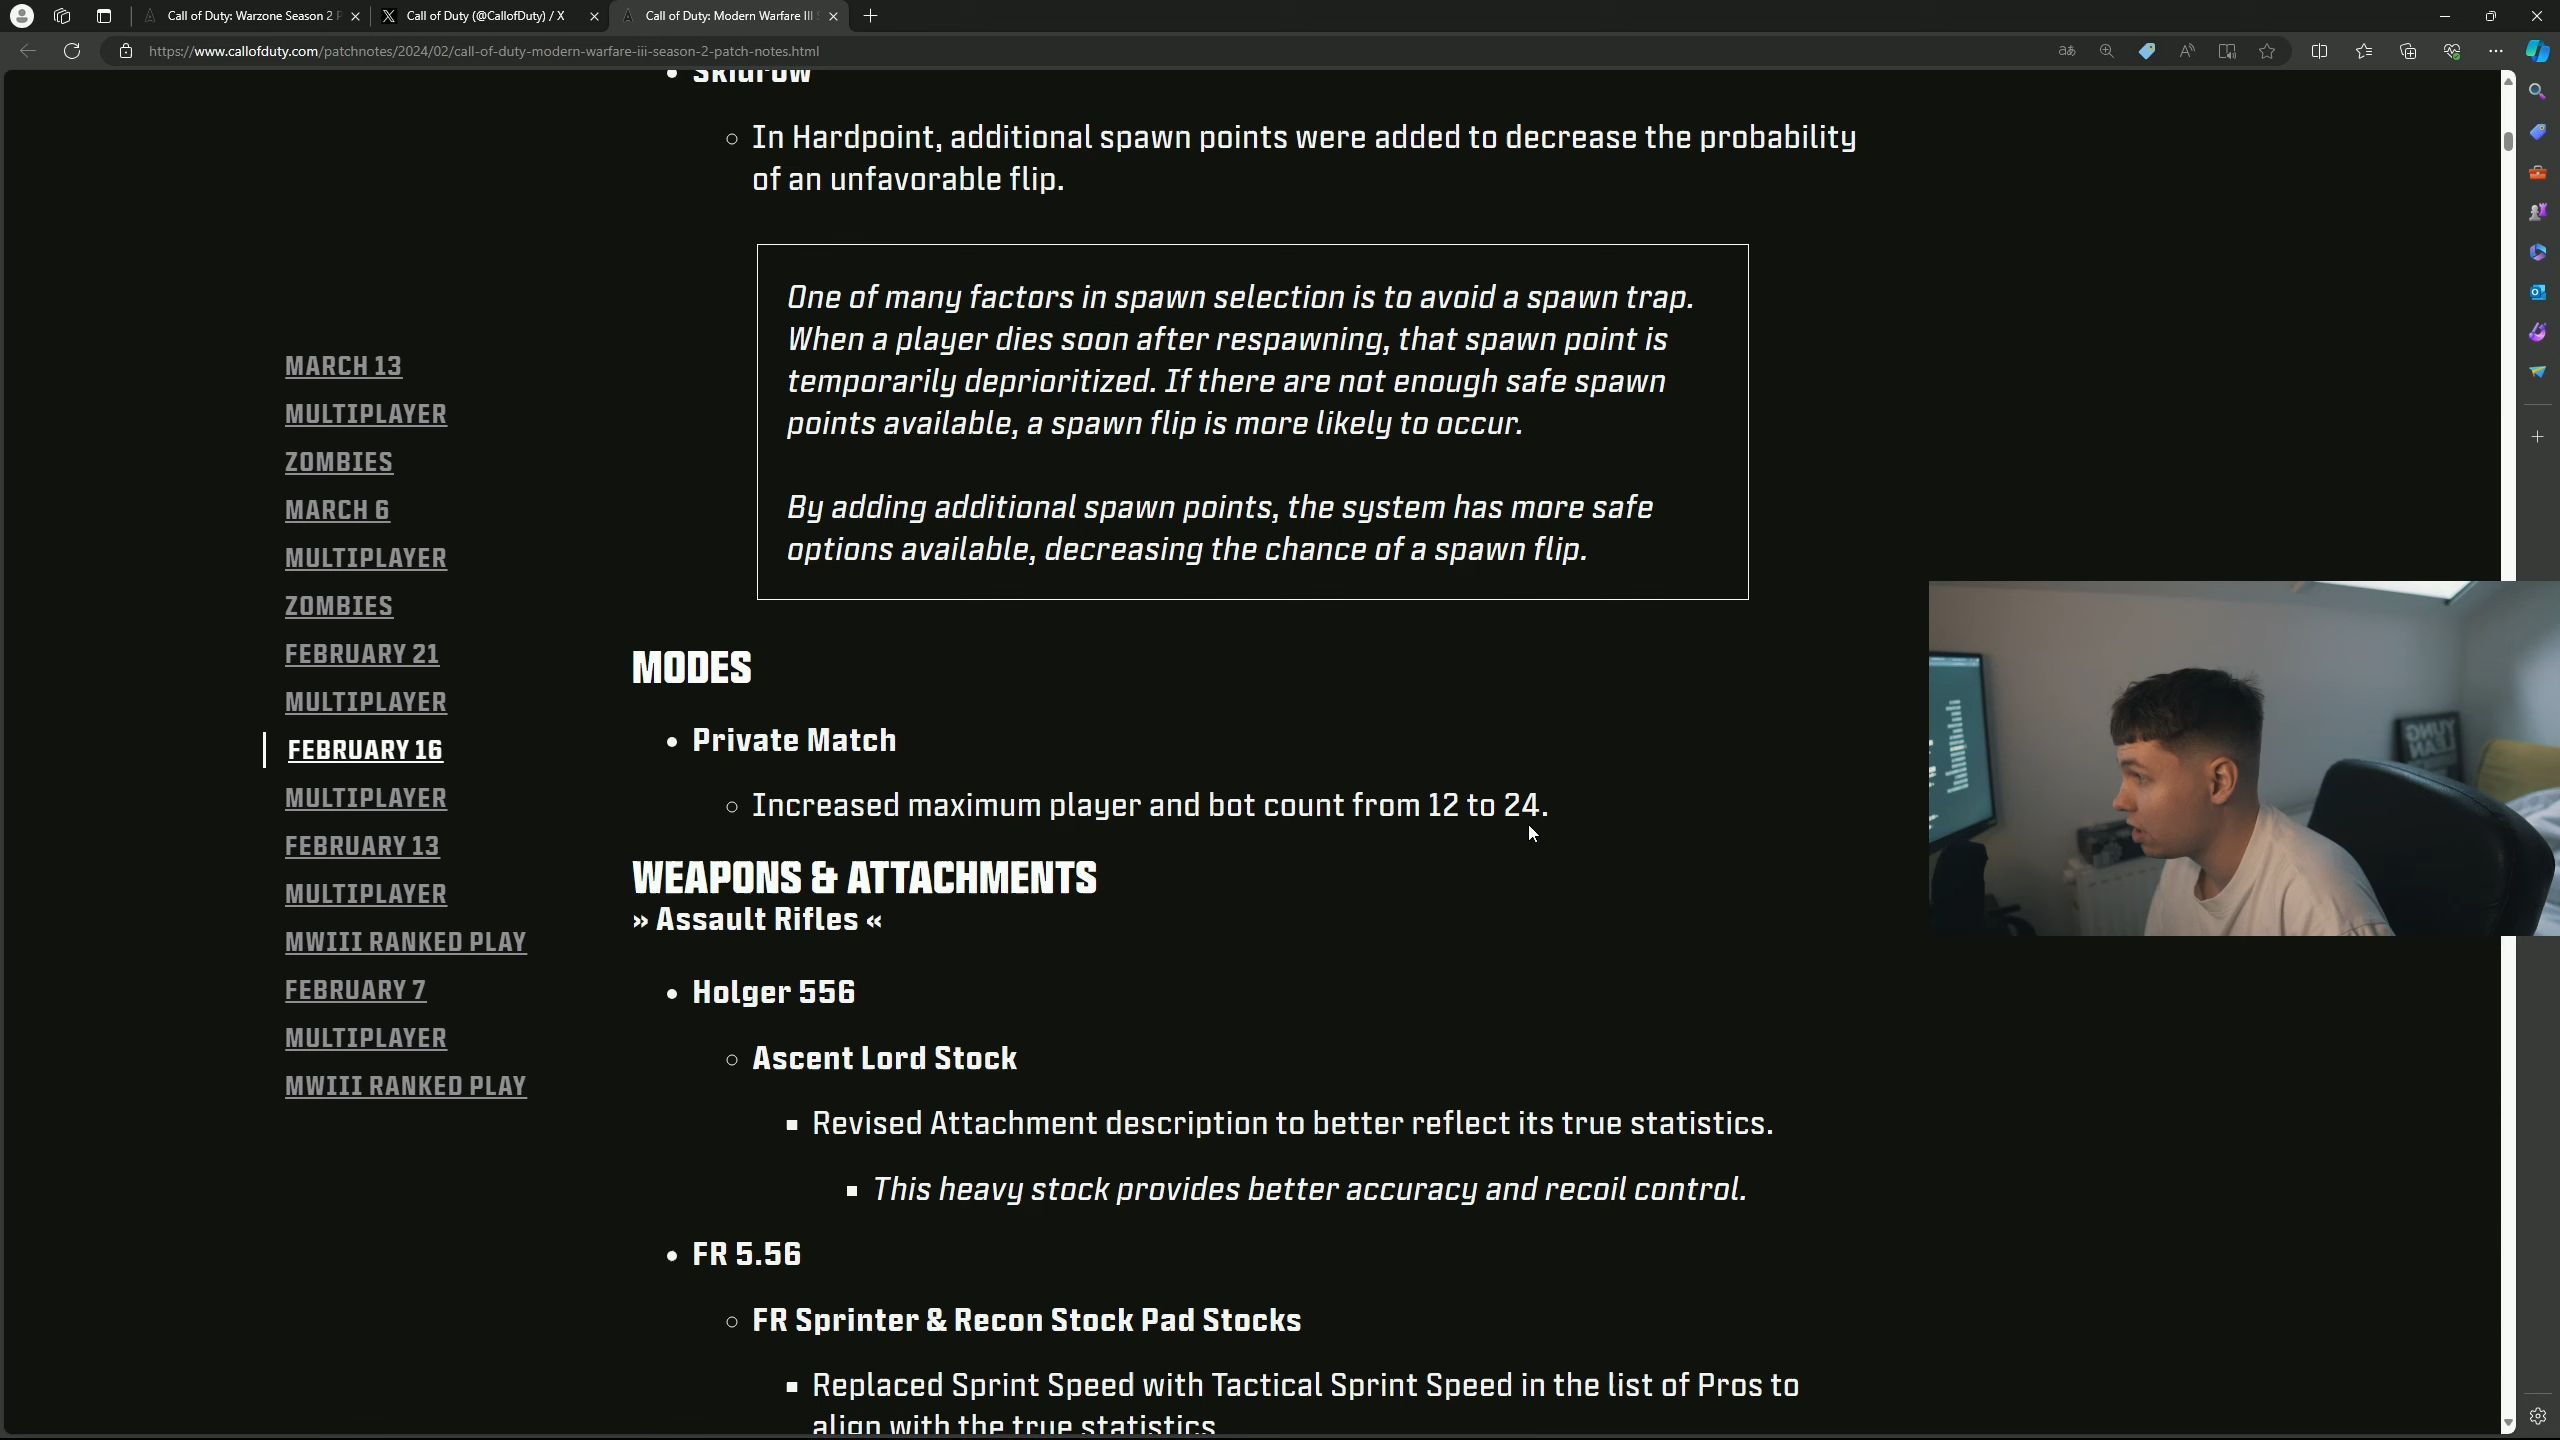 Call of Duty: Warzone Season 2 P
Call of Duty (@CallofDuty) / X
Call of Duty: Modern Warfare III S
https://www.callofduty.com/patchnotes/2024/02/call-of-duty-modern-warfare-iii-season-2-patch-notes.html
Skidrow
In Hardpoint, additional spawn points were added to decrease the probability
of an unfavorable flip.
One of many factors in spawn selection is to avoid a spawn trap.
When a player dies soon after respawning, that spawn point is
temporarily deprioritized. If there are not enough safe spawn
points available, a spawn flip is more likely to occur.
By adding additional spawn points, the system has more safe
options available, decreasing the chance of a spawn flip.
MARCH 13
MULTIPLAYER
ZOMBIES
MARCH 6
MULTIPLAYER
ZOMBIES
FEBRUARY 21
MULTIPLAYER
FEBRUARY 16
MULTIPLAYER
FEBRUARY 13
MULTIPLAYER
MWIII RANKED PLAY
FEBRUARY 7
MULTIPLAYER
MWIII RANKED PLAY
MODES
Private Match
Increased maximum player and bot count from 12 to 24.
WEAPONS & ATTACHMENTS
» Assault Rifles «
Holger 556
Ascent Lord Stock
Revised Attachment description to better reflect its true statistics.
This heavy stock provides better accuracy and recoil control.
FR 5.56
FR Sprinter & Recon Stock Pad Stocks
Replaced Sprint Speed with Tactical Sprint Speed in the list of Pros to
align with the true statistics
YUNG
LEAN